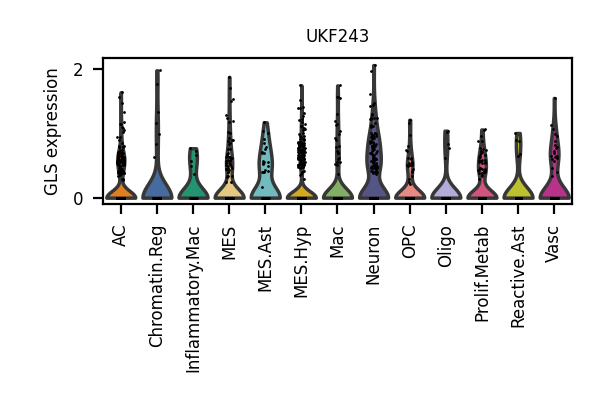 UKF243
GLS expression
2
0
AC
Chromatin.Reg
Inflammatory.Mac
MES
MES.Ast
MES.Hyp
Mac
Neuron
OPC
Oligo
Prolif.Metab
Reactive.Ast
Vasc